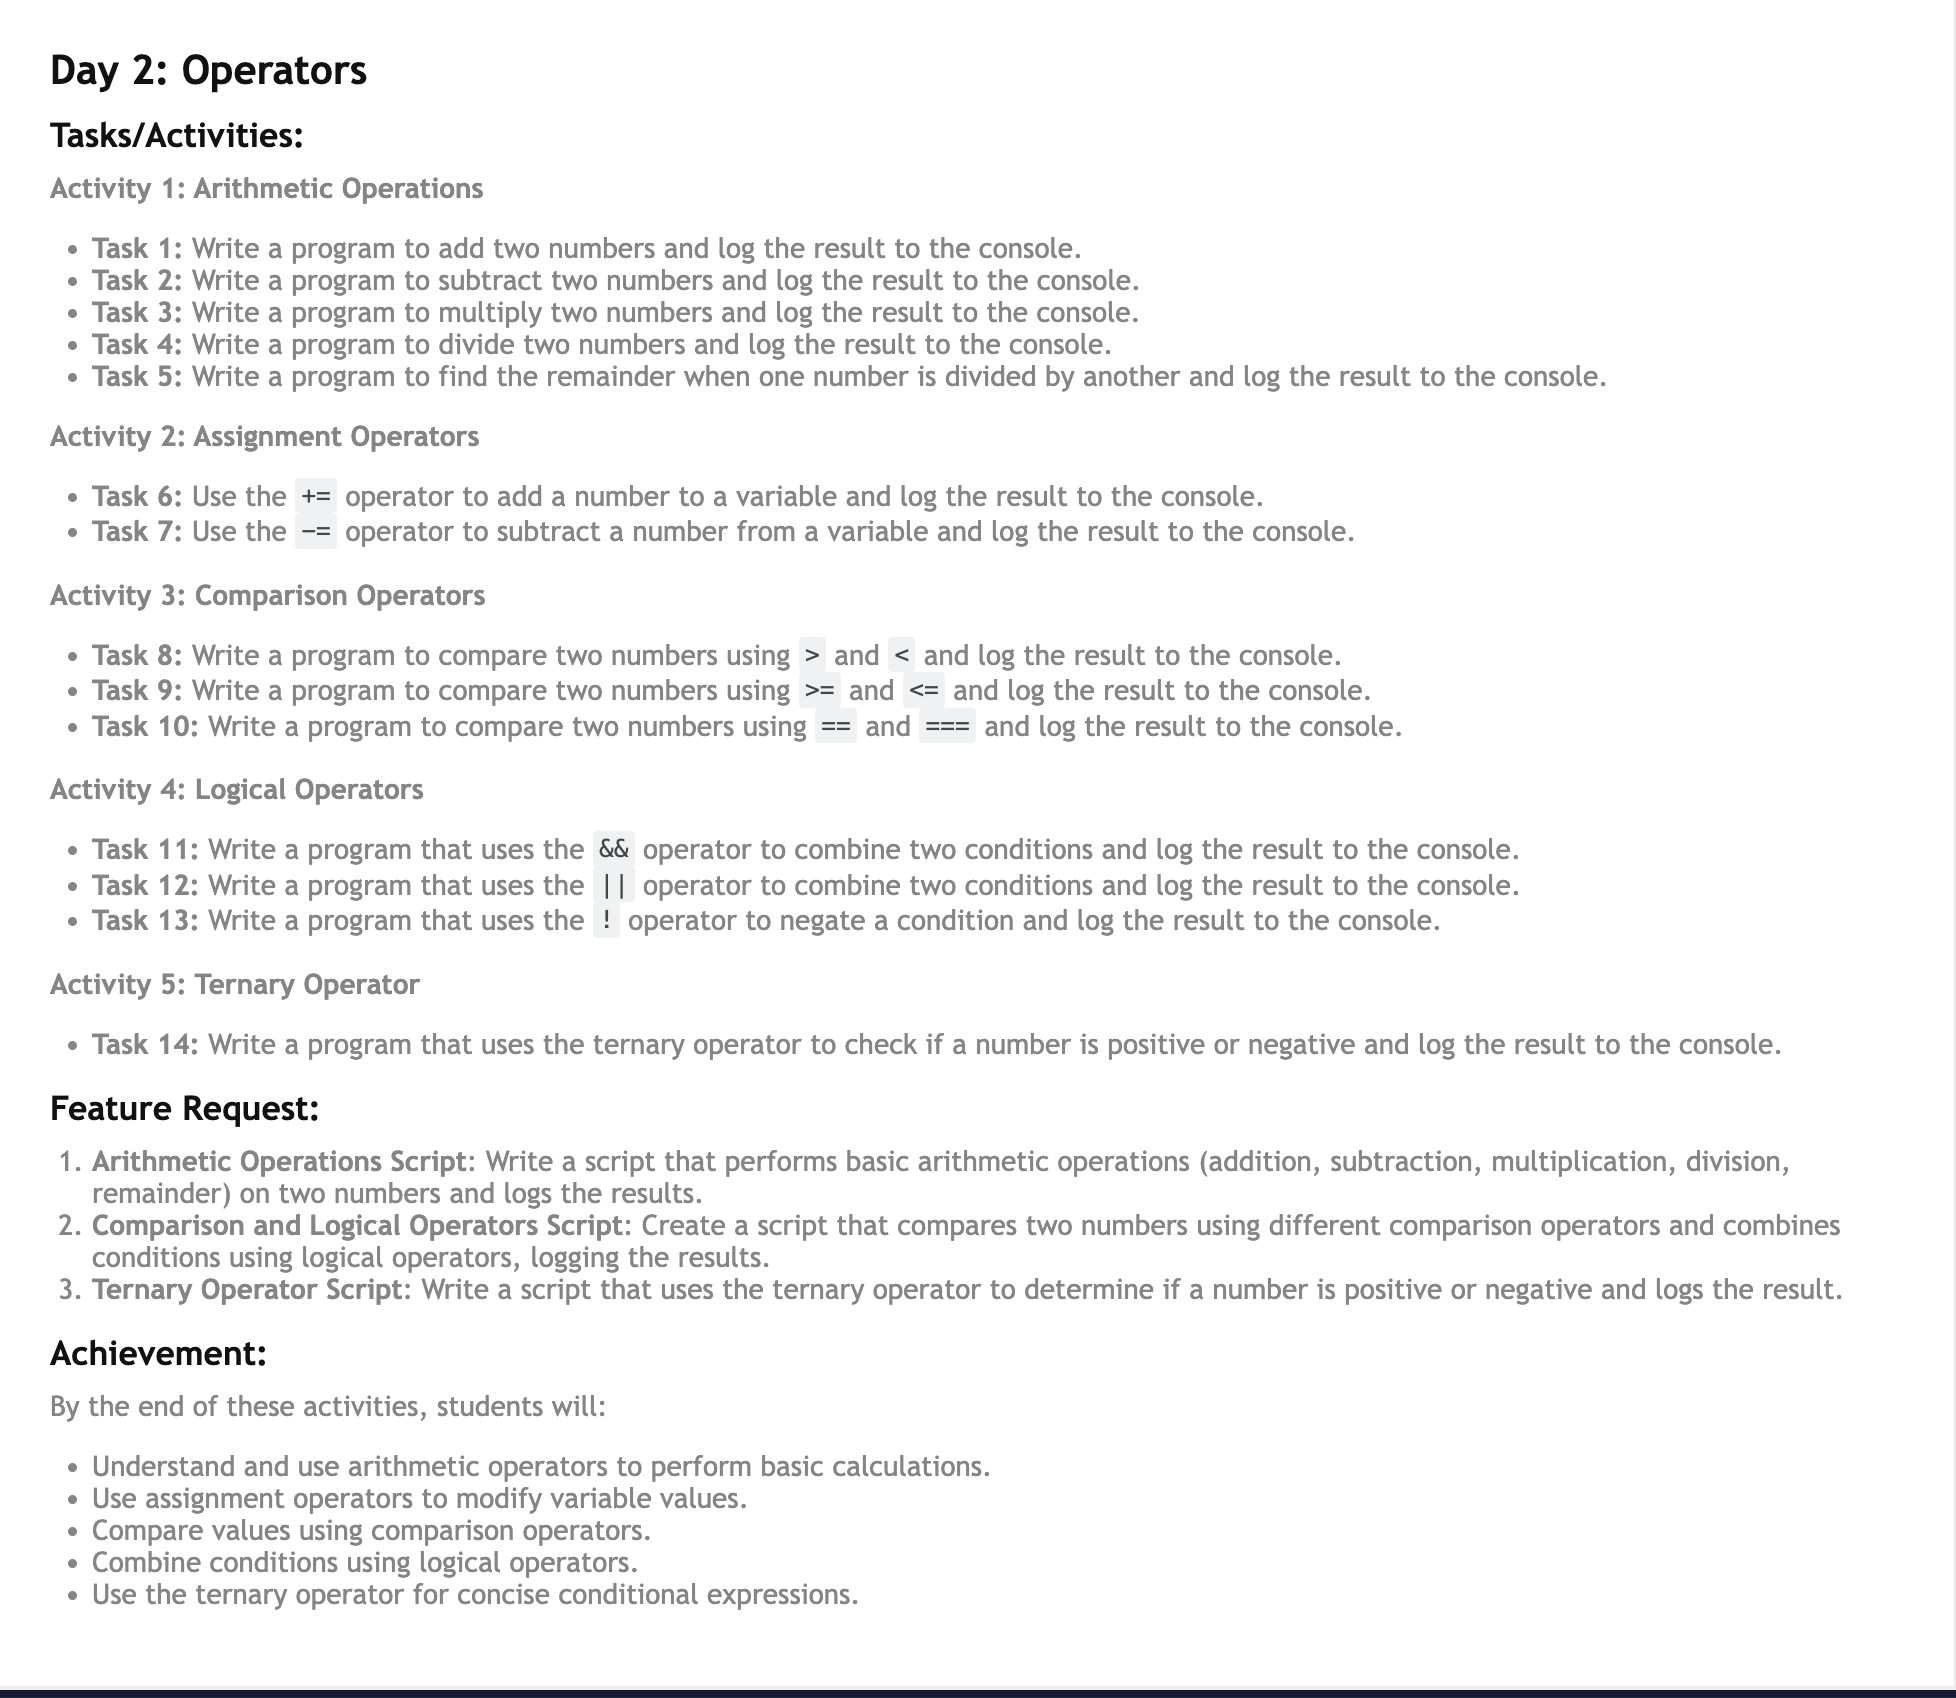 Day 2: Operators
Tasks/Activities:
Activity 1: Arithmetic Operations
• Task 1: Write a program to add two numbers and log the result to the console.
• Task 2: Write a program to subtract two numbers and log the result to the console.
• Task 3: Write a program to multiply two numbers and log the result to the console.
• Task 4: Write a program to divide two numbers and log the result to the console.
• Task 5: Write a program to find the remainder when one number is divided by another and log the result to the console.
Activity 2: Assignment Operators
• Task 6: Use the += operator to add a number to a variable and log the result to the console.
• Task 7: Use the -= operator to subtract a number from a variable and log the result to the console.
Activity 3: Comparison Operators
• Task 8: Write a program to compare two numbers using > and < and log the result to the console.
• Task 9: Write a program to compare two numbers using >= and <= and log the result to the console.
• Task 10: Write a program to compare two numbers using == and === and log the result to the console.
Activity 4: Logical Operators
• Task 11: Write a program that uses the && operator to combine two conditions and log the result to the console.
• Task 12: Write a program that uses the || operator to combine two conditions and log the result to the console.
• Task 13: Write a program that uses the ! operator to negate a condition and log the result to the console.
Activity 5: Ternary Operator
• Task 14: Write a program that uses the ternary operator to check if a number is positive or negative and log the result to the console.
Feature Request:
1. Arithmetic Operations Script: Write a script that performs basic arithmetic operations (addition, subtraction, multiplication, division,
remainder) on two numbers and logs the results.
2. Comparison and Logical Operators Script: Create a script that compares two numbers using different comparison operators and combines
conditions using logical operators, logging the results.
3. Ternary Operator Script: Write a script that uses the ternary operator to determine if a number is positive or negative and logs the result.
Achievement:
By the end of these activities, students will:
• Understand and use arithmetic operators to perform basic calculations.
• Use assignment operators to modify variable values.
• Compare values using comparison operators.
• Combine conditions using logical operators.
• Use the ternary operator for concise conditional expressions.